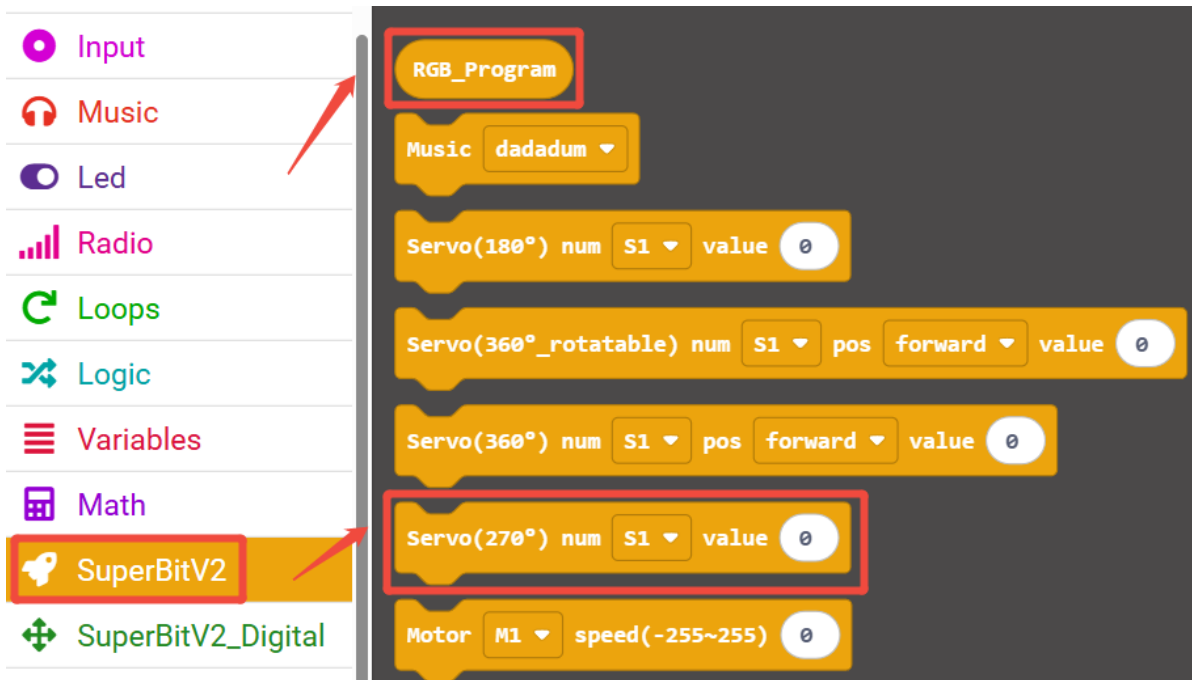 Input
Music
Led
Radio
Loops
Logic
Variables
Math
SuperBitV2
SuperBitV2_Digital
RGB_Program
Music dadadum
Servo(180°) num S1 value 0
Servo(360°_rotatable) num S1 pos forward value 0
Servo(360°) num S1 pos forward value 0
Servo(270°) num S1 value 0
Motor M1 speed(-255~255) 0